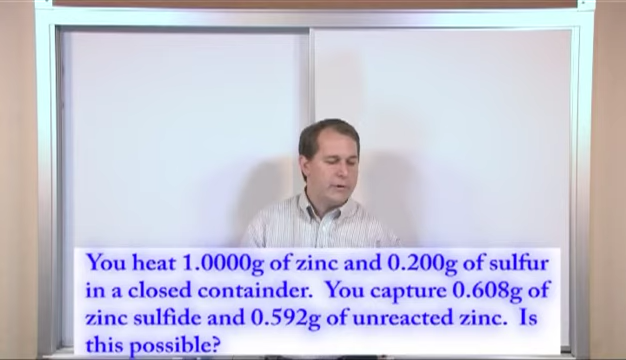 You heat 1.0000g of zinc and 0.200g of sulfur
in a closed containder.  You capture 0.608g of
zinc sulfide and 0.592g of unreacted zinc.  Is
this possible?